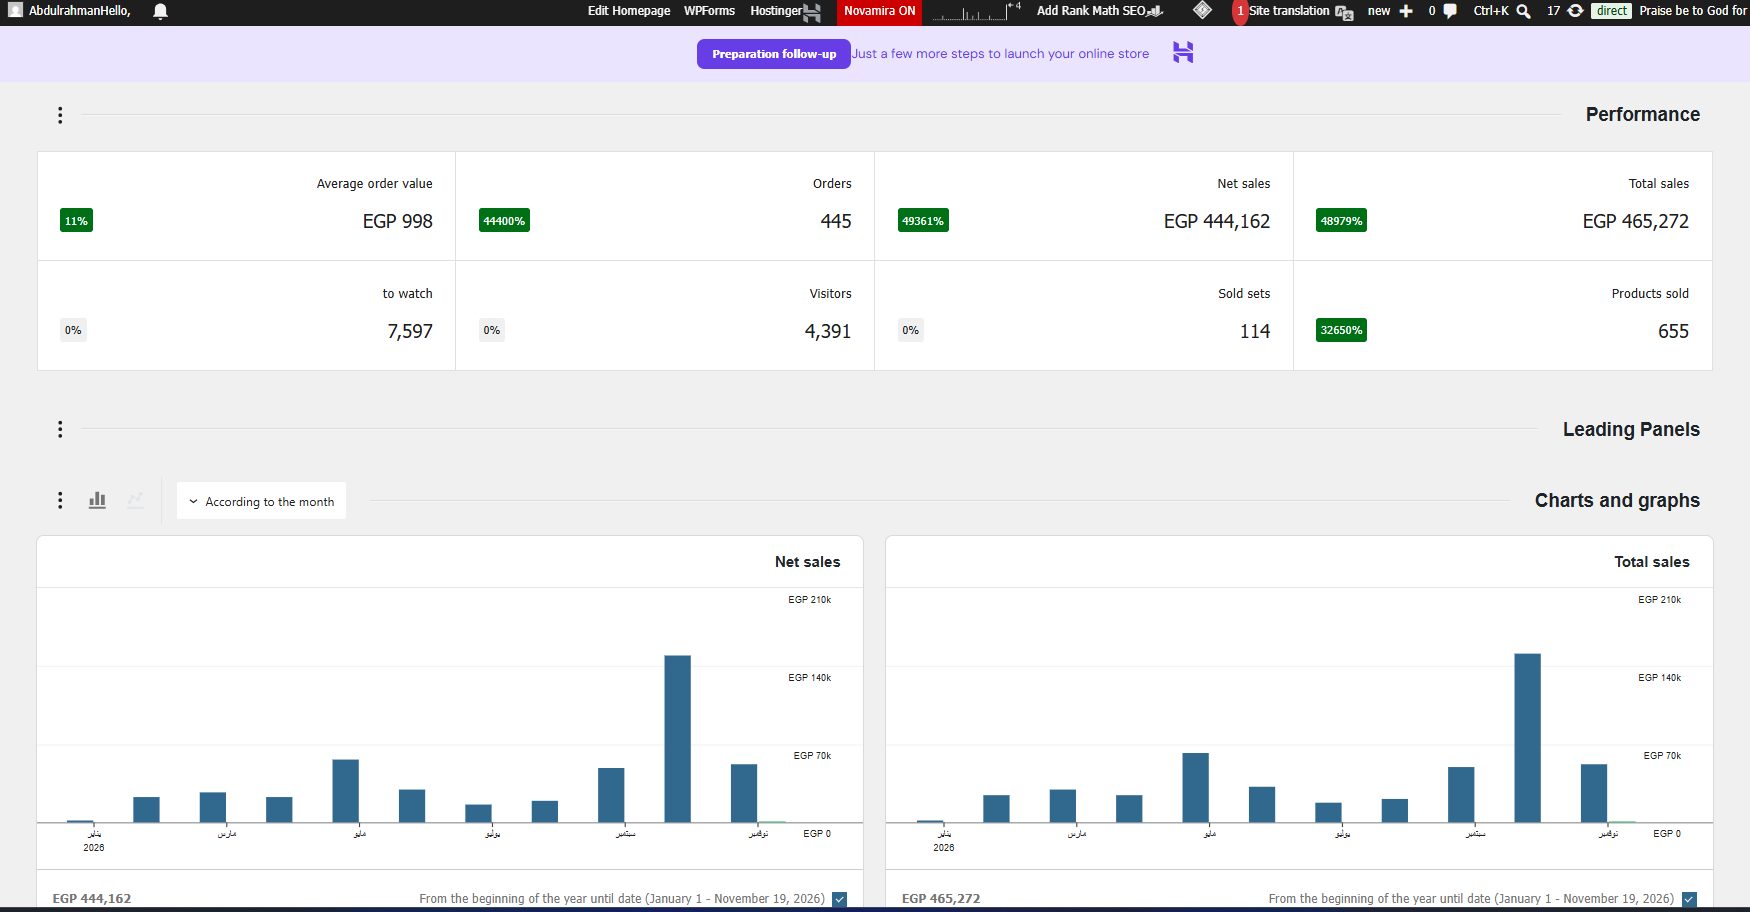 AbdulrahmanHello,
Edit Homepage
WPForms
Hostinger
Novamira ON
4
Add Rank Math SEO
1
Site translation
new
0
Ctrl+K
17
direct
Praise be to God for
Preparation follow-up
Just a few more steps to launch your online store
Performance
Average order value
Orders
Net sales
Total sales
11%
EGP 998
44400%
445
49361%
EGP 444,162
48979%
EGP 465,272
to watch
Visitors
Sold sets
Products sold
0%
7,597
0%
4,391
0%
114
32650%
655
Leading Panels
According to the month
Charts and graphs
Net sales
EGP 210k
EGP 140k
EGP 70k
EGP 0
يناير
مارس
مايو
يوليو
سبتمبر
نوفمبر
2026
EGP 444,162
From the beginning of the year until date (January 1 - November 19, 2026)
Total sales
EGP 210k
EGP 140k
EGP 70k
EGP 0
يناير
مارس
مايو
يوليو
سبتمبر
نوفمبر
2026
EGP 465,272
From the beginning of the year until date (January 1 - November 19, 2026)